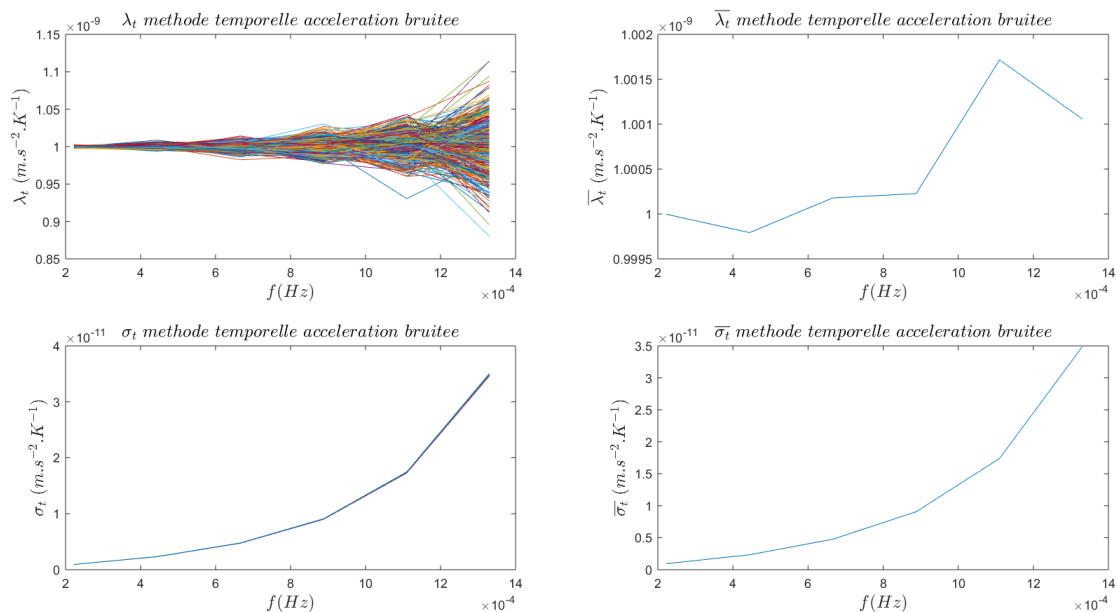 ×10⁻⁹ λₜ methode temporelle acceleration bruitee
1.15
1.1
1.05
1
0.95
0.9
0.85
λₜ (m.s⁻².K⁻¹)
2 4 6 8 10 12 14
f(Hz) ×10⁻⁴
×10⁻⁹ λ̅ₜ methode temporelle acceleration bruitee
1.002
1.0015
1.001
1.0005
1
0.9995
λ̅ₜ (m.s⁻².K⁻¹)
2 4 6 8 10 12 14
f(Hz) ×10⁻⁴
×10⁻¹¹ σₜ methode temporelle acceleration bruitee
4
3
2
1
0
σₜ (m.s⁻².K⁻¹)
2 4 6 8 10 12 14
f(Hz) ×10⁻⁴
×10⁻¹¹ σ̅ₜ methode temporelle acceleration bruitee
3.5
3
2.5
2
1.5
1
0.5
0
σ̅ₜ (m.s⁻².K⁻¹)
2 4 6 8 10 12 14
f(Hz) ×10⁻⁴